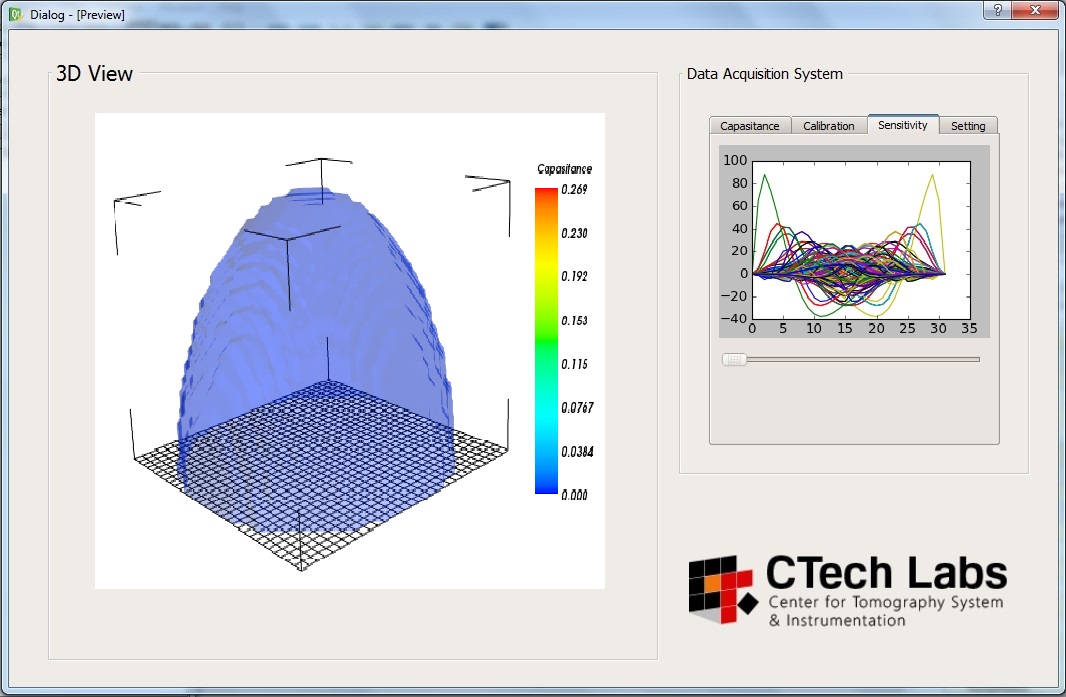 Dialog - [Preview]
3D View
Capasitance
0.269
0.230
0.192
0.153
0.115
0.0767
0.0384
0.000
Data Acquisition System
Capasitance Calibration Sensitivity Setting
100
80
60
40
20
0
−20
−40
0 5 10 15 20 25 30 35
CTech Labs
Center for Tomography System
& Instrumentation